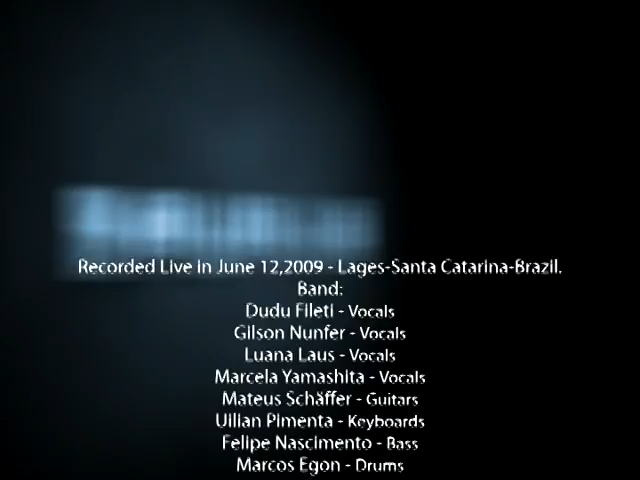 Recorded Live in June 12,2009 - Lages-Santa Catarina-Brazil.
Band:
Dudu Fileti - Vocals
Gilson Nunfer - Vocals
Luana Laus - Vocals
Marcela Yamashita - Vocals
Mateus Schäffer - Guitars
Uilian Pimenta - Keyboards
Felipe Nascimento - Bass
Marcos Egon - Drums